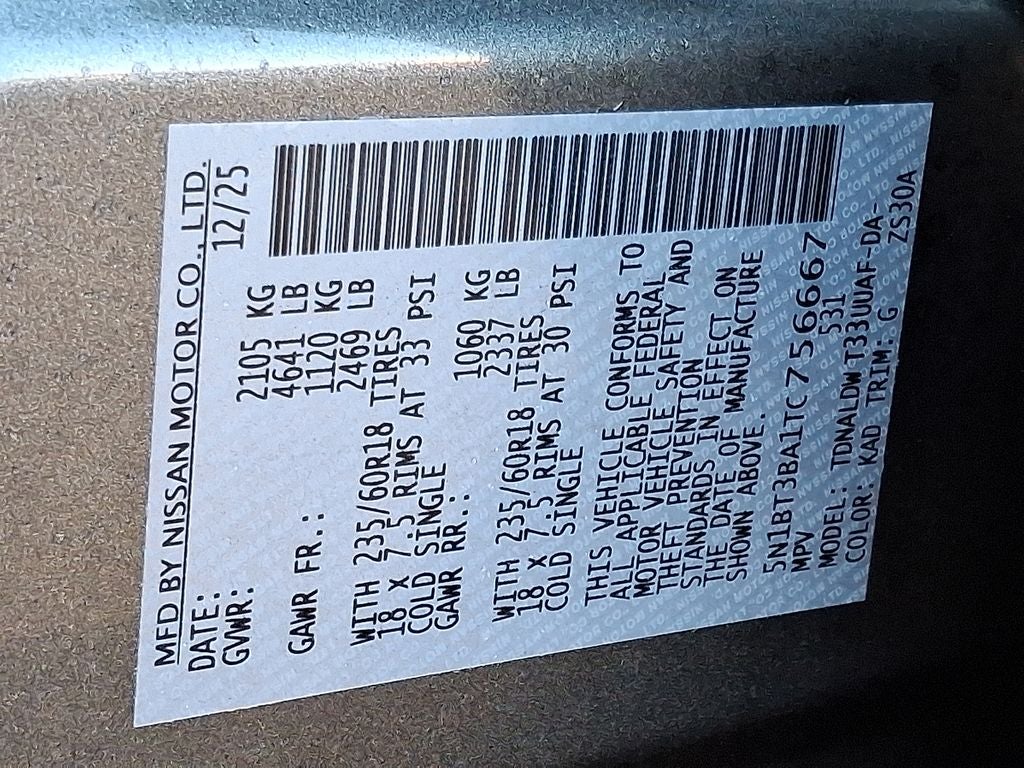 MFD BY NISSAN MOTOR CO., LTD.
DATE: 12/25
GVWR: 2105 KG
4641 LB
GAWR FR.: 1120 KG
2469 LB
WITH 235/60R18 TIRES
18 X 7.5 RIMS AT 33 PSI
COLD SINGLE
GAWR RR.: 1060 KG
2337 LB
WITH 235/60R18 TIRES
18 X 7.5 RIMS AT 30 PSI
COLD SINGLE
THIS VEHICLE CONFORMS TO
ALL APPLICABLE FEDERAL
MOTOR VEHICLE SAFETY AND
THEFT PREVENTION
STANDARDS IN EFFECT ON
THE DATE OF MANUFACTURE
SHOWN ABOVE.
5N1BT3BA1TC756667
MPV 531
MODEL: TDNALDW T33UUAF-DA-
COLOR: KAD TRIM: G ZS30A